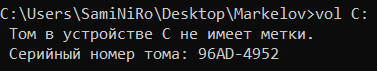 C:\Users\SamiNiRo\Desktop\Markelov>vol C:
Том в устройстве C не имеет метки.
Серийный номер тома: 96AD-4952